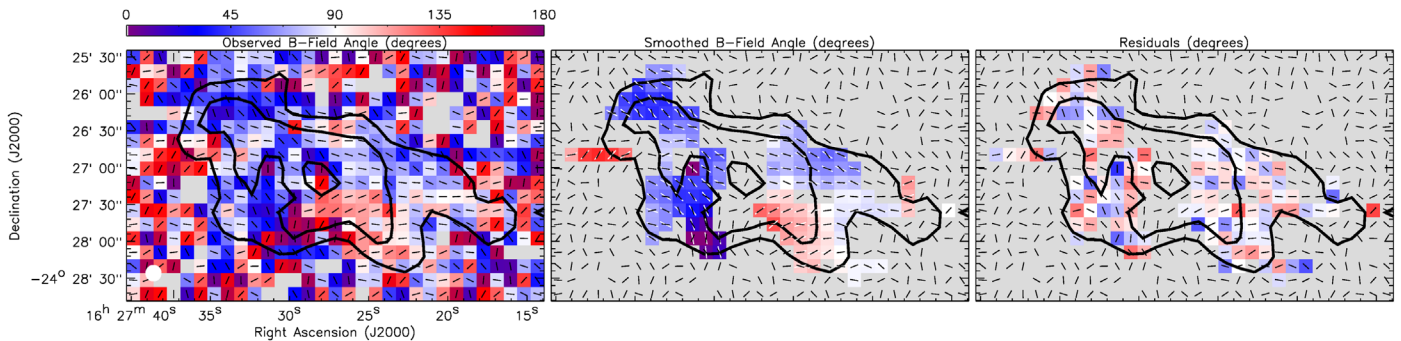 0 45 90 135 180
Observed B-Field Angle (degrees)
Smoothed B-Field Angle (degrees)
Residuals (degrees)
25' 30"
26' 00"
26' 30"
27' 00"
27' 30"
28' 00"
-24° 28' 30"
Declination (J2000)
16h 27m 40s 35s 30s 25s 20s 15s
Right Ascension (J2000)